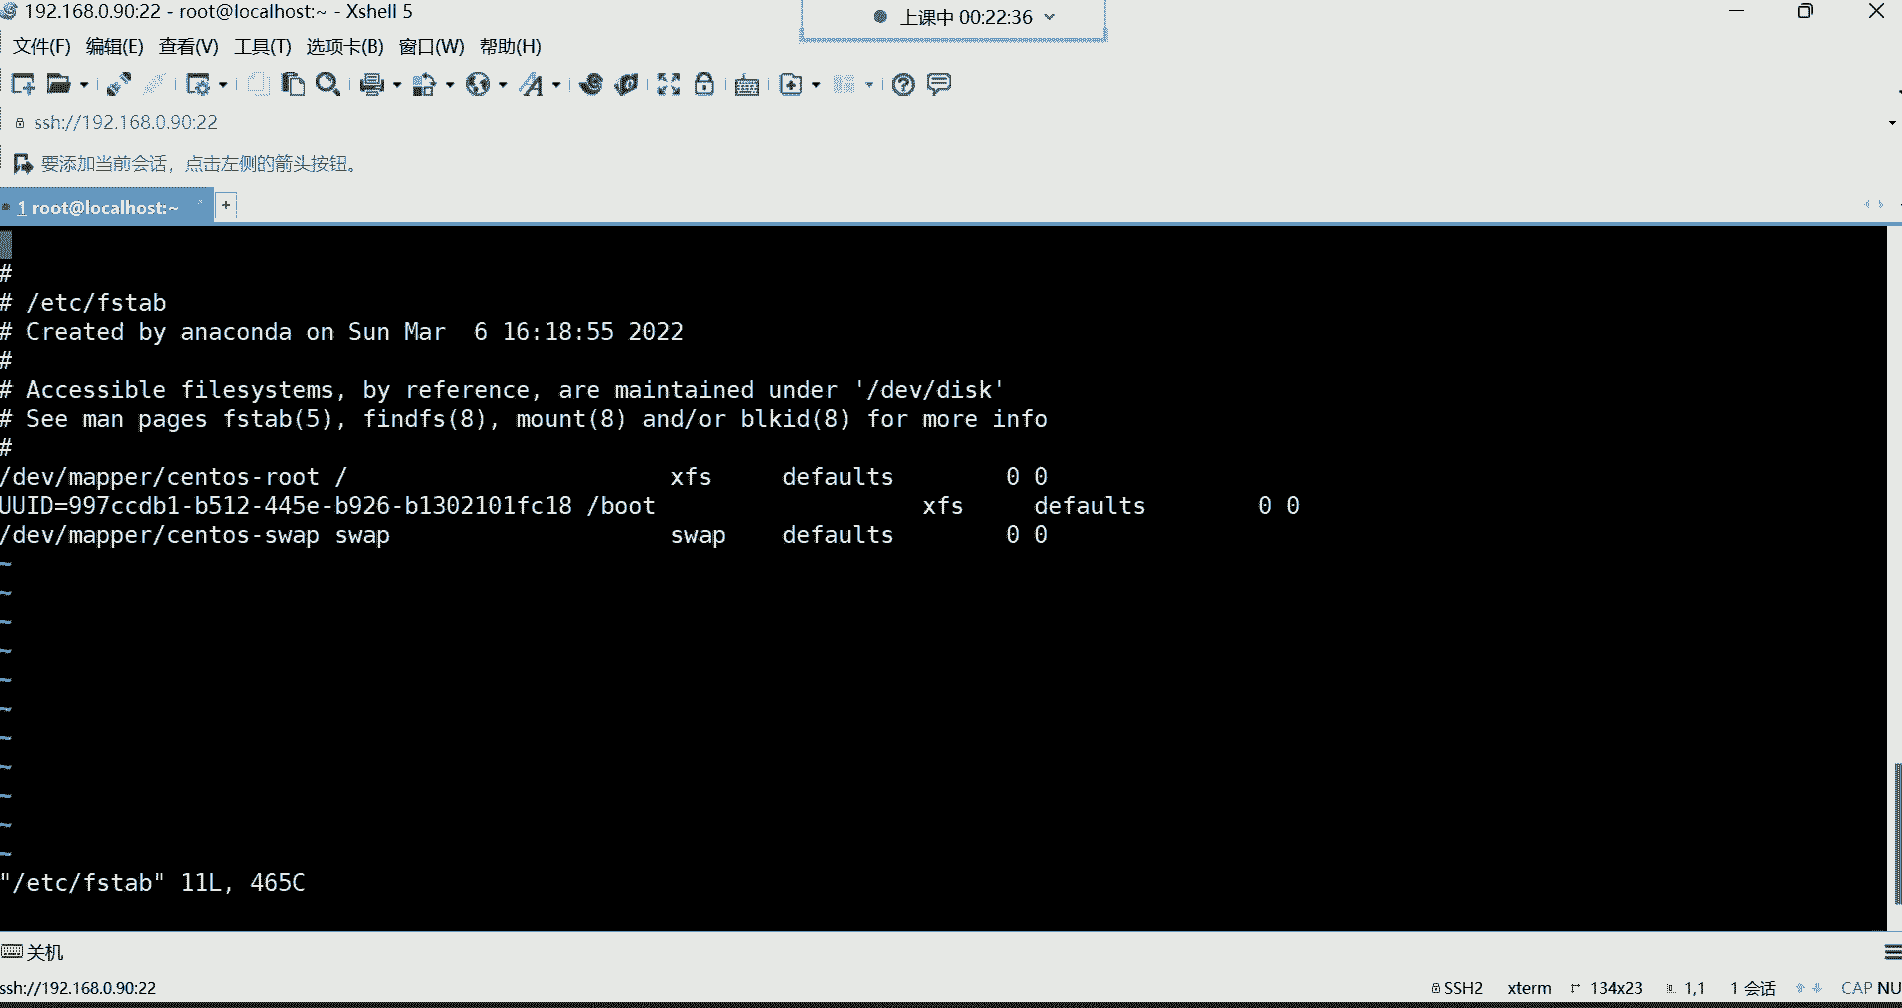 192.168.0.90:22 - root@localhost:~ - Xshell 5
上课中 00:22:36
文件(F) 编辑(E) 查看(V) 工具(T) 选项卡(B) 窗口(W) 帮助(H)
ssh://192.168.0.90:22
要添加当前会话，点击左侧的箭头按钮。
1 root@localhost:~
+
#
# /etc/fstab
# Created by anaconda on Sun Mar  6 16:18:55 2022
#
# Accessible filesystems, by reference, are maintained under '/dev/disk'
# See man pages fstab(5), findfs(8), mount(8) and/or blkid(8) for more info
#
/dev/mapper/centos-root / xfs defaults 0 0
UUID=997ccdb1-b512-445e-b926-b1302101fc18 /boot xfs defaults 0 0
/dev/mapper/centos-swap swap swap defaults 0 0
~
~
~
~
~
~
~
~
~
~
~
"/etc/fstab" 11L, 465C
关机
ssh://192.168.0.90:22 SSH2 xterm 134x23 1,1 1 会话 CAP NU